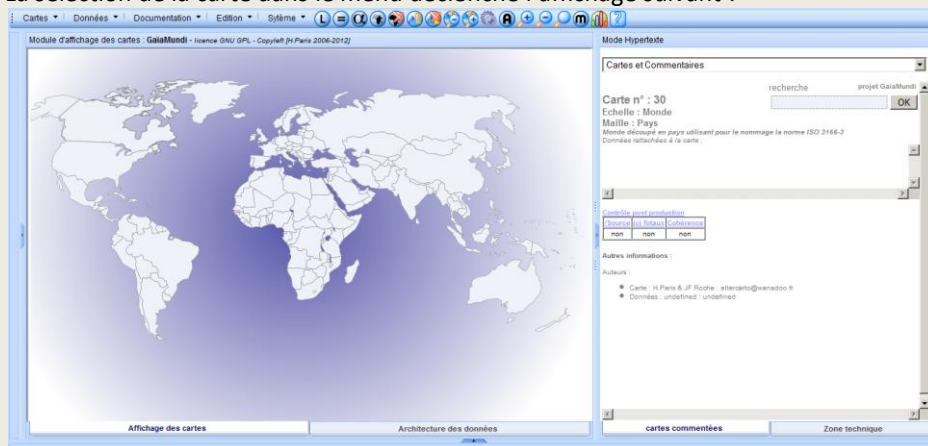 La sélection de la carte dans le menu déclenche l'affichage suivant :
Cartes Données Documentation Edition Sytème
Module d'affichage des cartes : GaiaMundi - licence GNU GPL - Copyleft [H.Paris 2006-2012]
Mode Hypertexte
Cartes et Commentaires
recherche projet GaiaMundi
Carte n° : 30
OK
Echelle : Monde
Maille : Pays
Monde découpé en pays utilisant pour le nommage la norme ISO 3166-3
Données rattachées à la carte :
Contrôle post production
Totaux Cohérence
non non non
Autres informations :
Auteurs :
Carte : H.Paris & JF Roche : altercarto@wanadoo.fr
Données : undefined : undefined
Affichage des cartes Architecture des données cartes commentées Zone technique